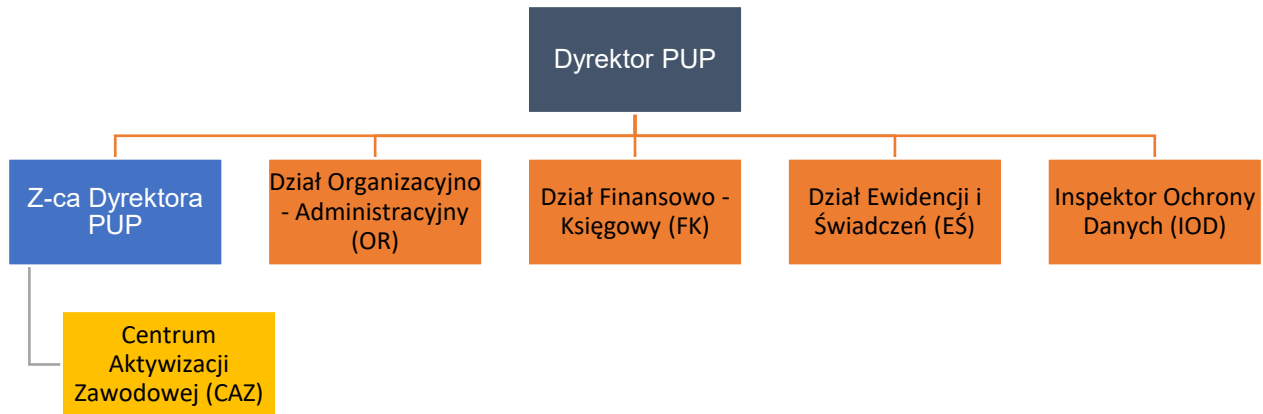 Dyrektor PUP
Z-ca Dyrektora
PUP
Dział Organizacyjno
- Administracyjny
(OR)
Dział Finansowo -
Księgowy (FK)
Dział Ewidencji i
Świadczeń (EŚ)
Inspektor Ochrony
Danych (IOD)
Centrum
Aktywizacji
Zawodowej (CAZ)